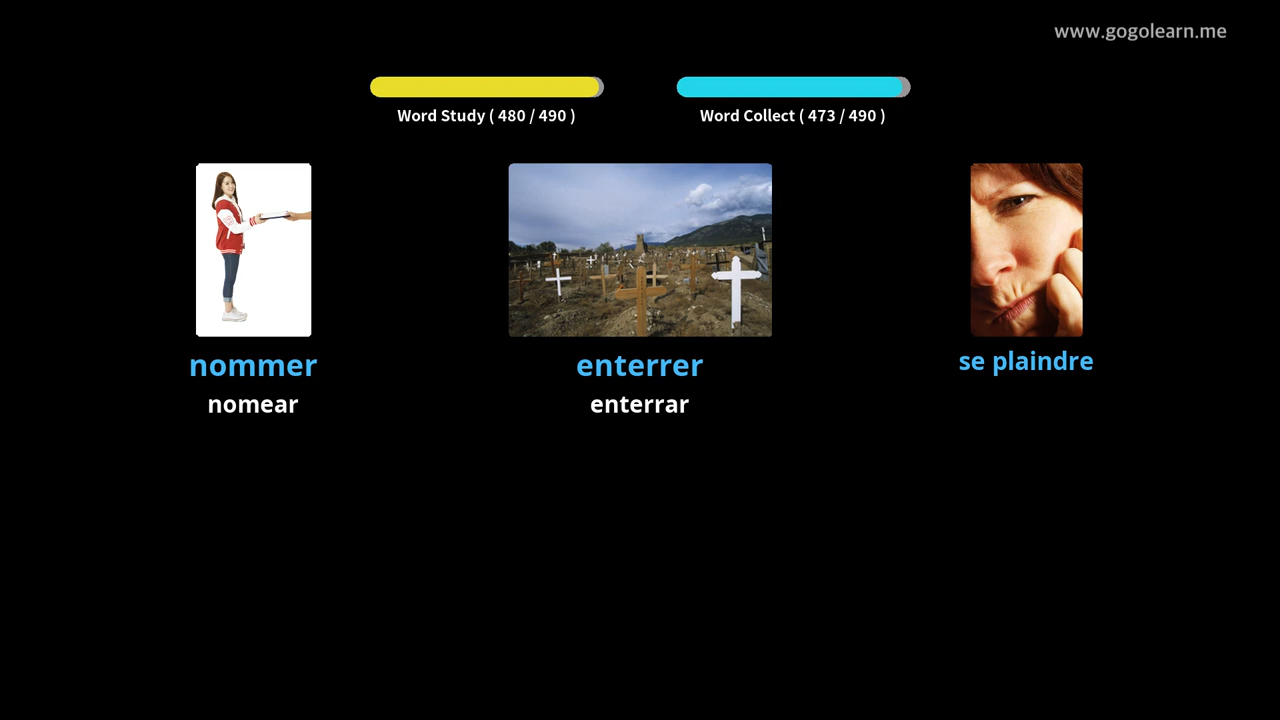 www.gogolearn.me
Word Study ( 480 / 490 )
Word Collect ( 473 / 490 )
nommer
nomear
enterrer
enterrar
se plaindre